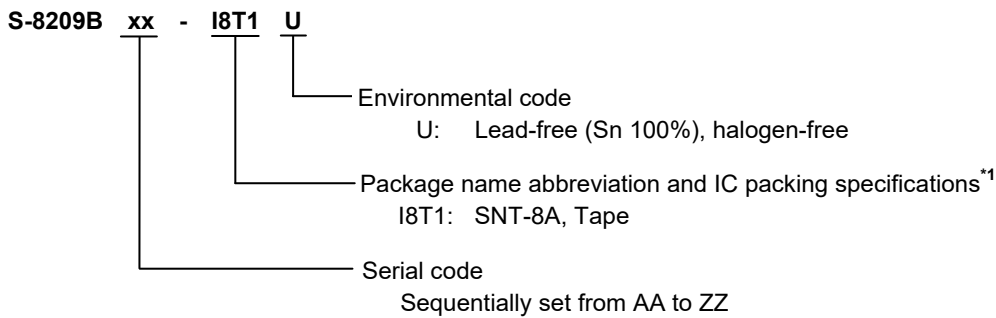 S-8209B xx - I8T1 U
Environmental code
U: Lead-free (Sn 100%), halogen-free
Package name abbreviation and IC packing specifications*1
I8T1: SNT-8A, Tape
Serial code
Sequentially set from AA to ZZ